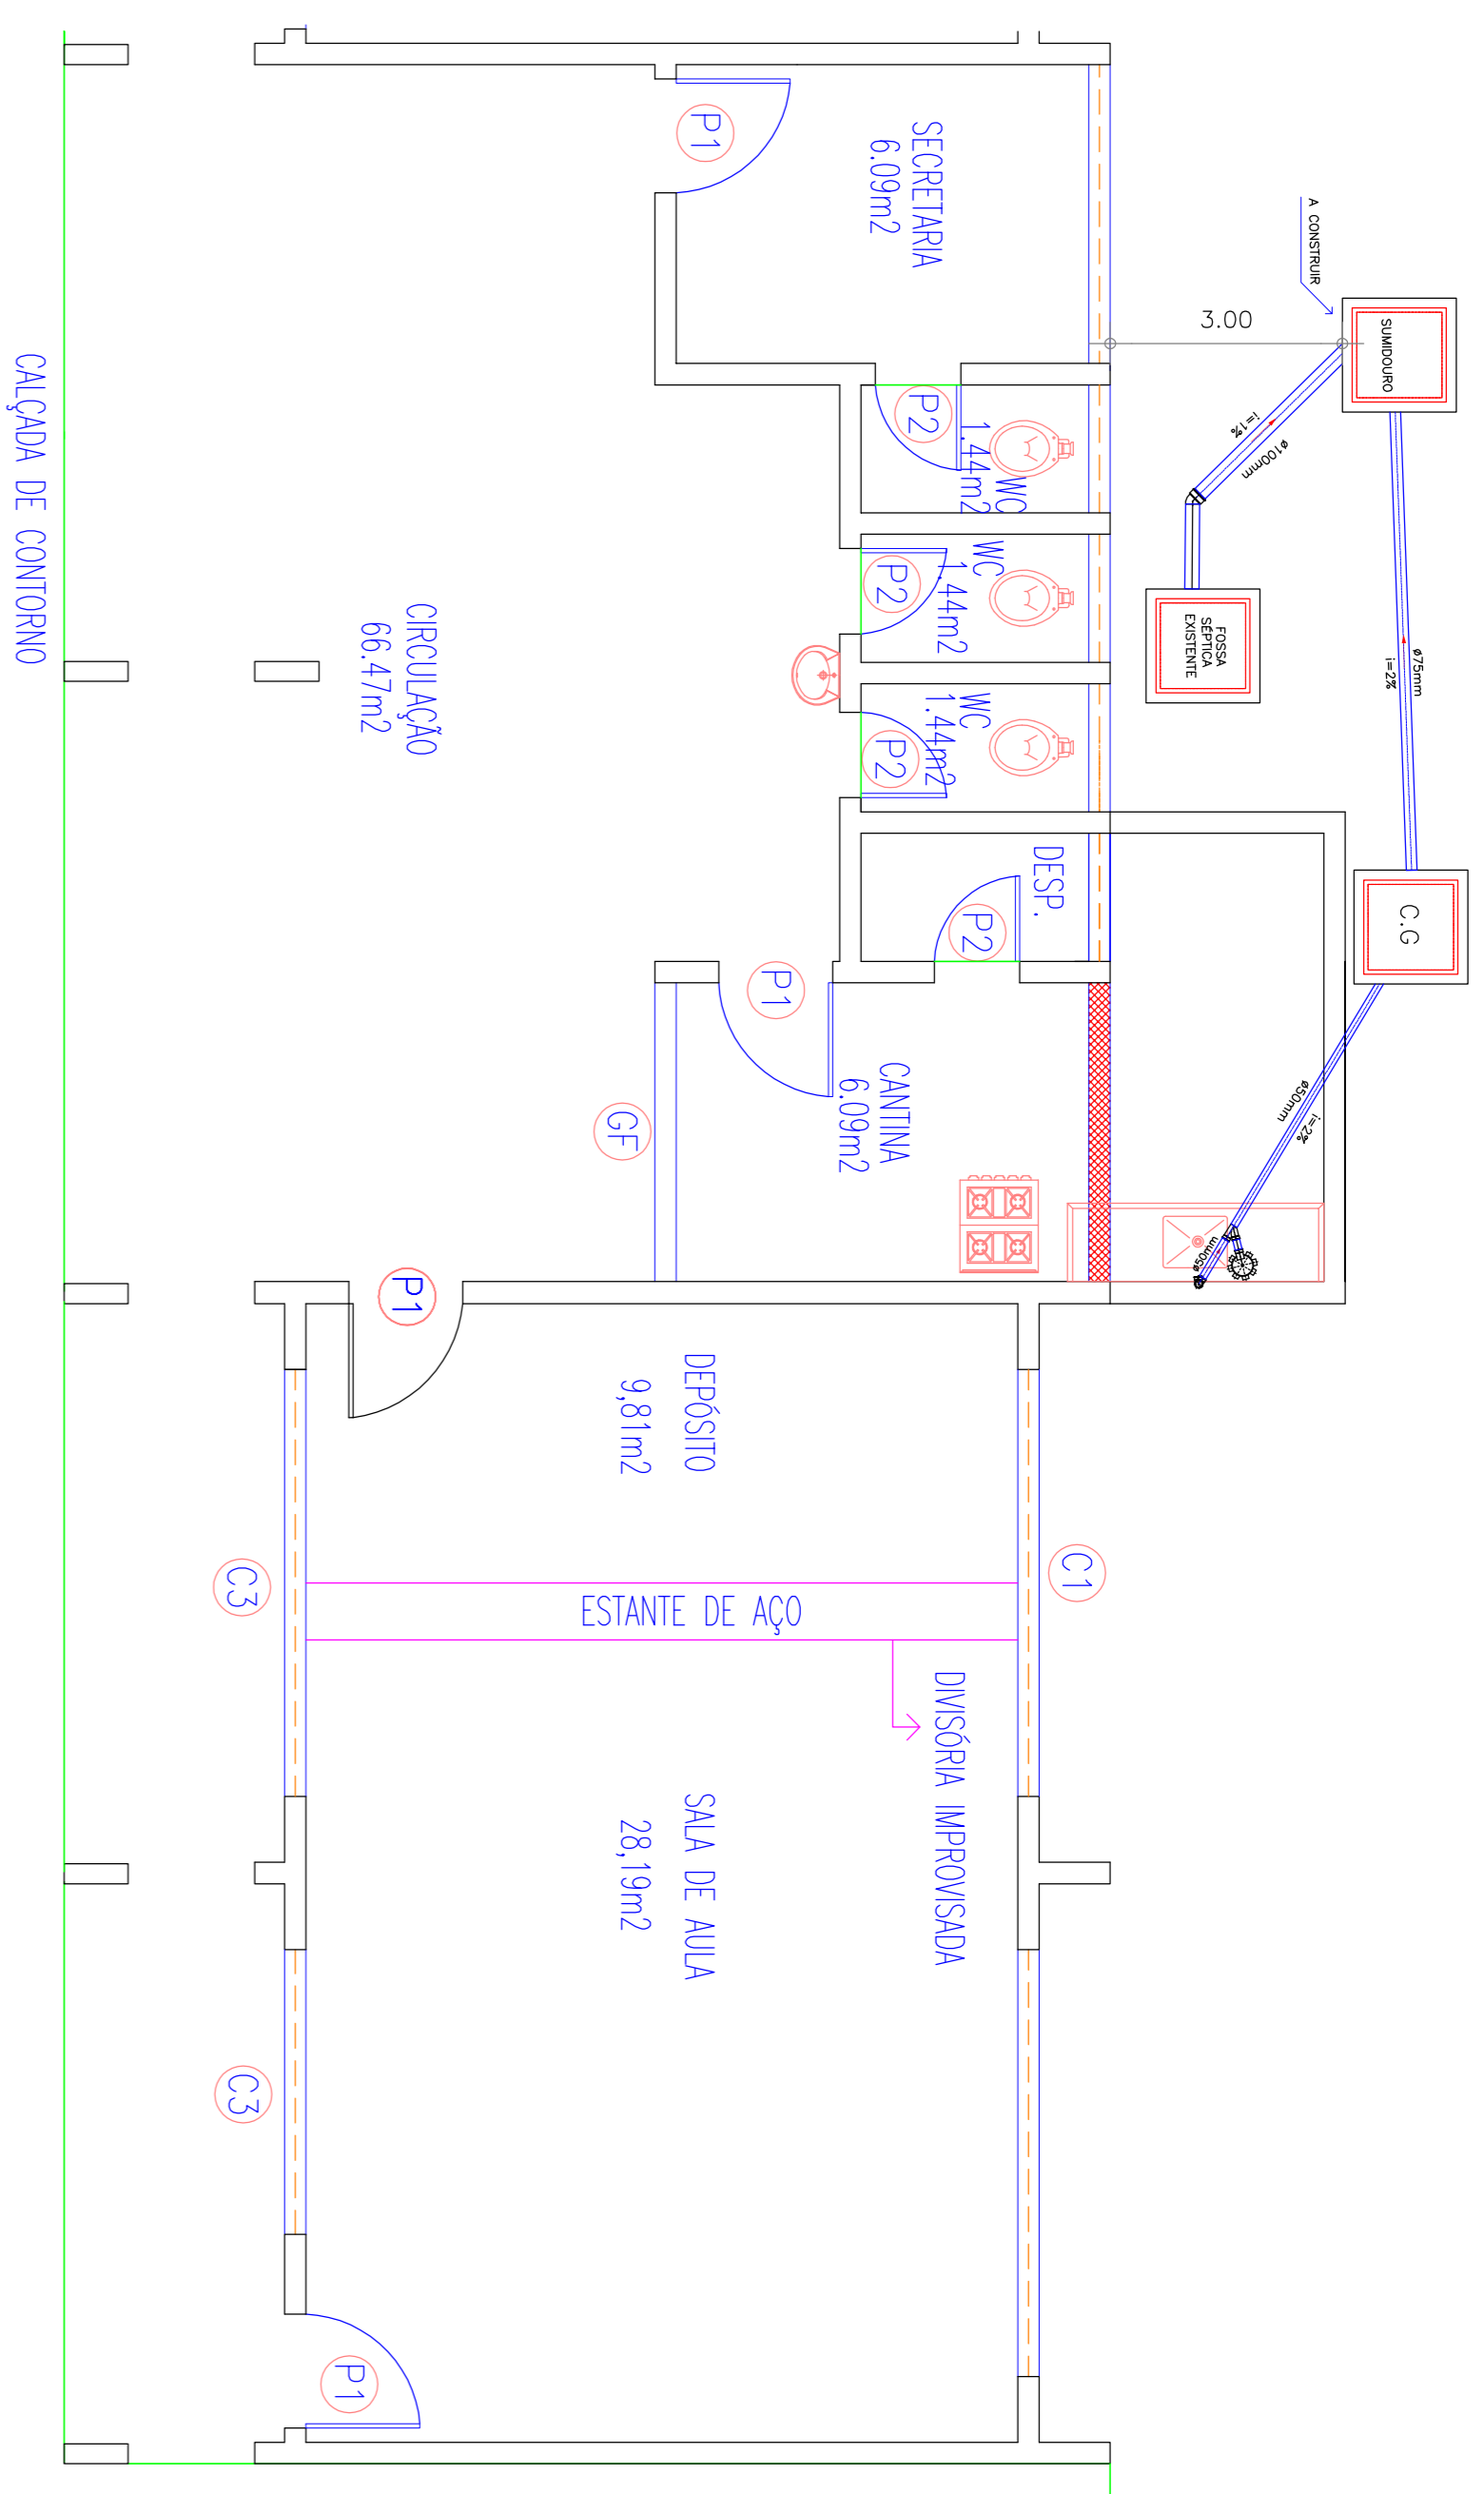 SUMIDOURO
A CONSTRUIR
3.00
i=1%
ø100mm
FOSSA
SÉPTICA
EXISTENTE
ø75mm
i=2%
C.G
ø50mm
i=2%
ø50mm
SECRETARIA
6.09m2
P1
P2
WC
1.44m2
WC
1.44m2
P2
WC
1.44m2
P2
DESP.
P2
P1
CANTINA
6.09m2
GF
CIRCULAÇÃO
66.47m2
CALÇADA DE CONTORNO
P1
DEPÓSITO
9,81m2
C1
C3
ESTANTE DE AÇO
DIVISÓRIA IMPROVISADA
SALA DE AULA
28,19m2
C3
P1